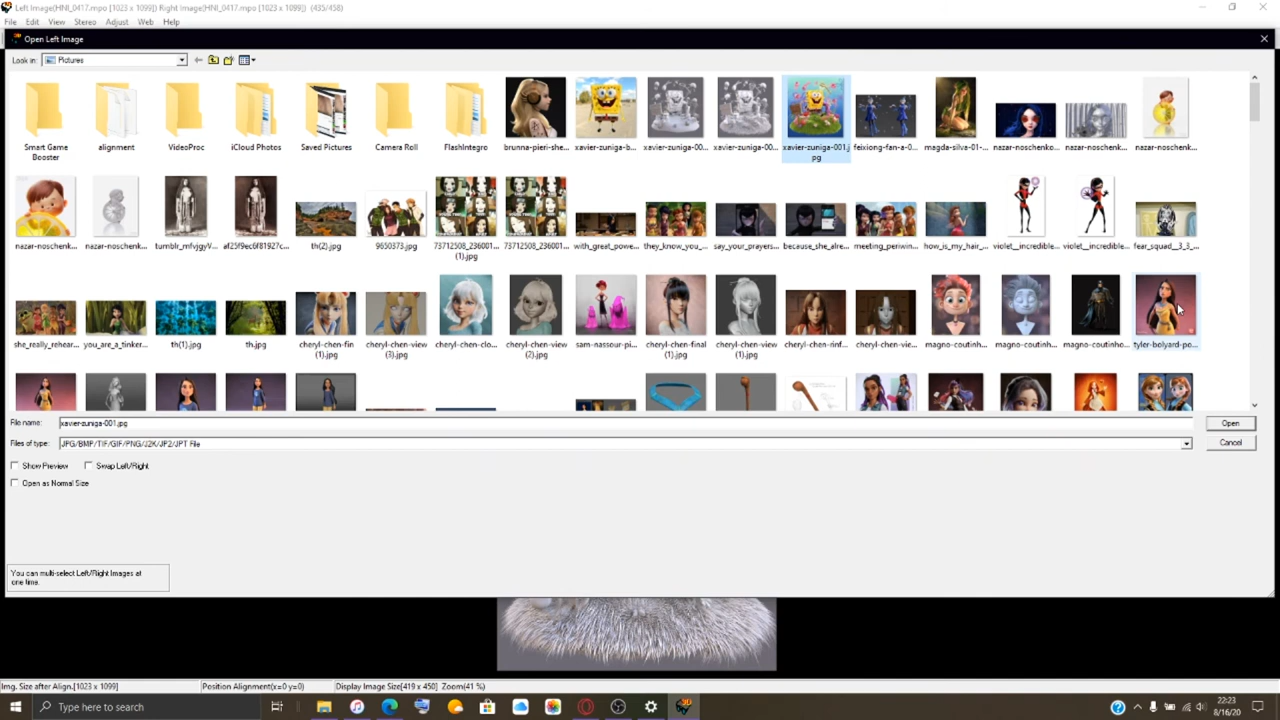 Left Image[HNI_0417.mpo [1023 x 1099]) Right Image[HNI_0417.mpo [1023 x 1099]) (435/458)
File Edit View Stereo Adjust Web Help
Open Left Image
Look in: Pictures
Smart Game Booster
alignment
VideoProc
iCloud Photos
Saved Pictures
Camera Roll
FlashIntegro
brunna-pieri-she...
xavier-zuniga-b...
xavier-zuniga-00...
xavier-zuniga-00...
xavier-zuniga-001.jpg
feixiong-fan-a-0...
magda-silva-01-...
nazar-noschenko...
nazar-noschenk...
nazar-noschenk...
nazar-noschenk...
nazar-noschenk...
tumblr_mfvjgyV...
af25f9ec6f81927c...
th(2).jpg
9650373.jpg
73712508_236001... (1).jpg
73712508_236001...
with_great_powe...
they_know_you_...
say_your_prayers...
because_she_alre...
meeting_periwin...
how_is_my_hair_...
violet__incredible...
violet__incredible...
fear_squad__3_3_...
she_really_rehear...
you_are_a_tinker...
th(1).jpg
th.jpg
cheryl-chen-fin (1).jpg
cheryl-chen-view (3).jpg
cheryl-chen-clo...
cheryl-chen-view (2).jpg
sam-nassour-pi...
cheryl-chen-final (1).jpg
cheryl-chen-view (1).jpg
cheryl-chen-rinf...
cheryl-chen-vie...
magno-coutinh...
magno-coutinh...
magno-coutinho...
tyler-bolyard-po...
File name: xavier-zuniga-001.jpg
Open
Files of type: JPG/BMP/TIF/GIF/PNG/J2K/JP2/JPT File
Cancel
Show Preview Swap Left/Right
Open as Normal Size
You can multi-select Left/Right Images at
one time.
Img. Size after Align.[1023 x 1099] Position Alignment(x=0 y=0) Display Image Size[419 x 450] Zoom(41 %)
Type here to search
22:23
8/16/20